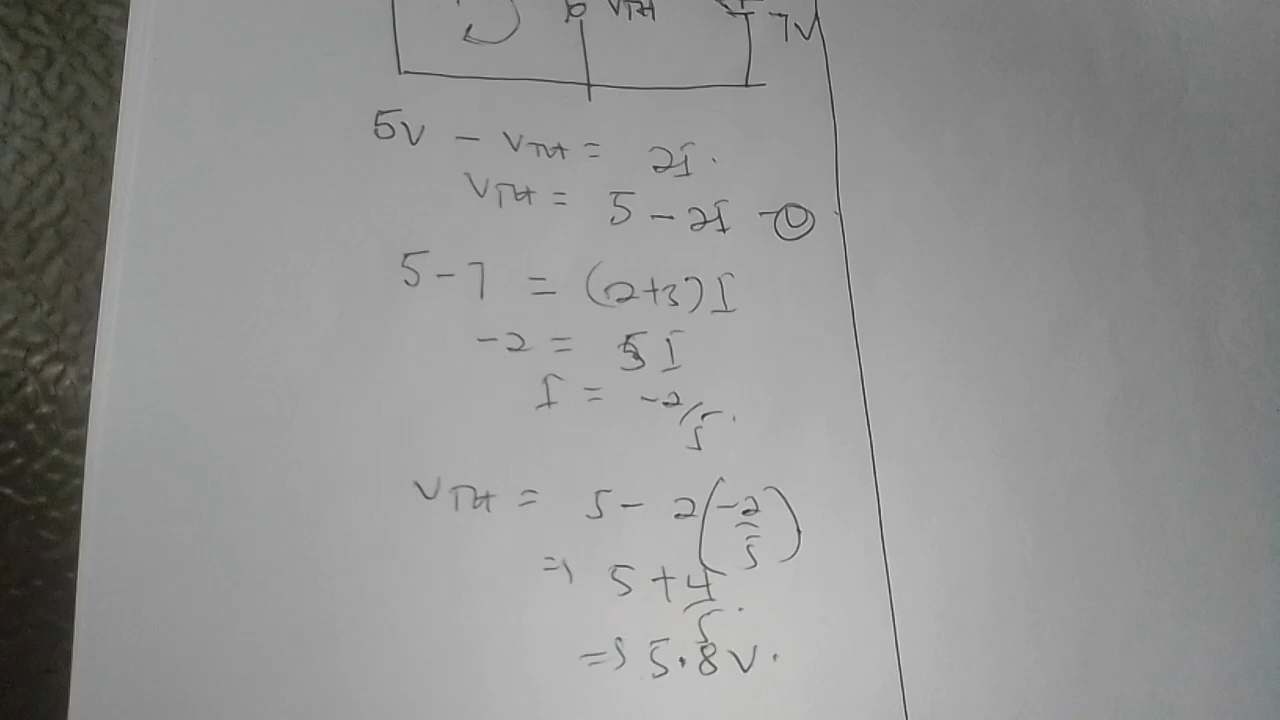 VTH
7V
5V - VTH = 2I.
VTH = 5 - 2I -①
5 - 7 = (2+3)I
-2 = 5I
I = -2/5.
VTH = 5 - 2(-2/5)
=> 5 + 4/5.
=> 5.8V.